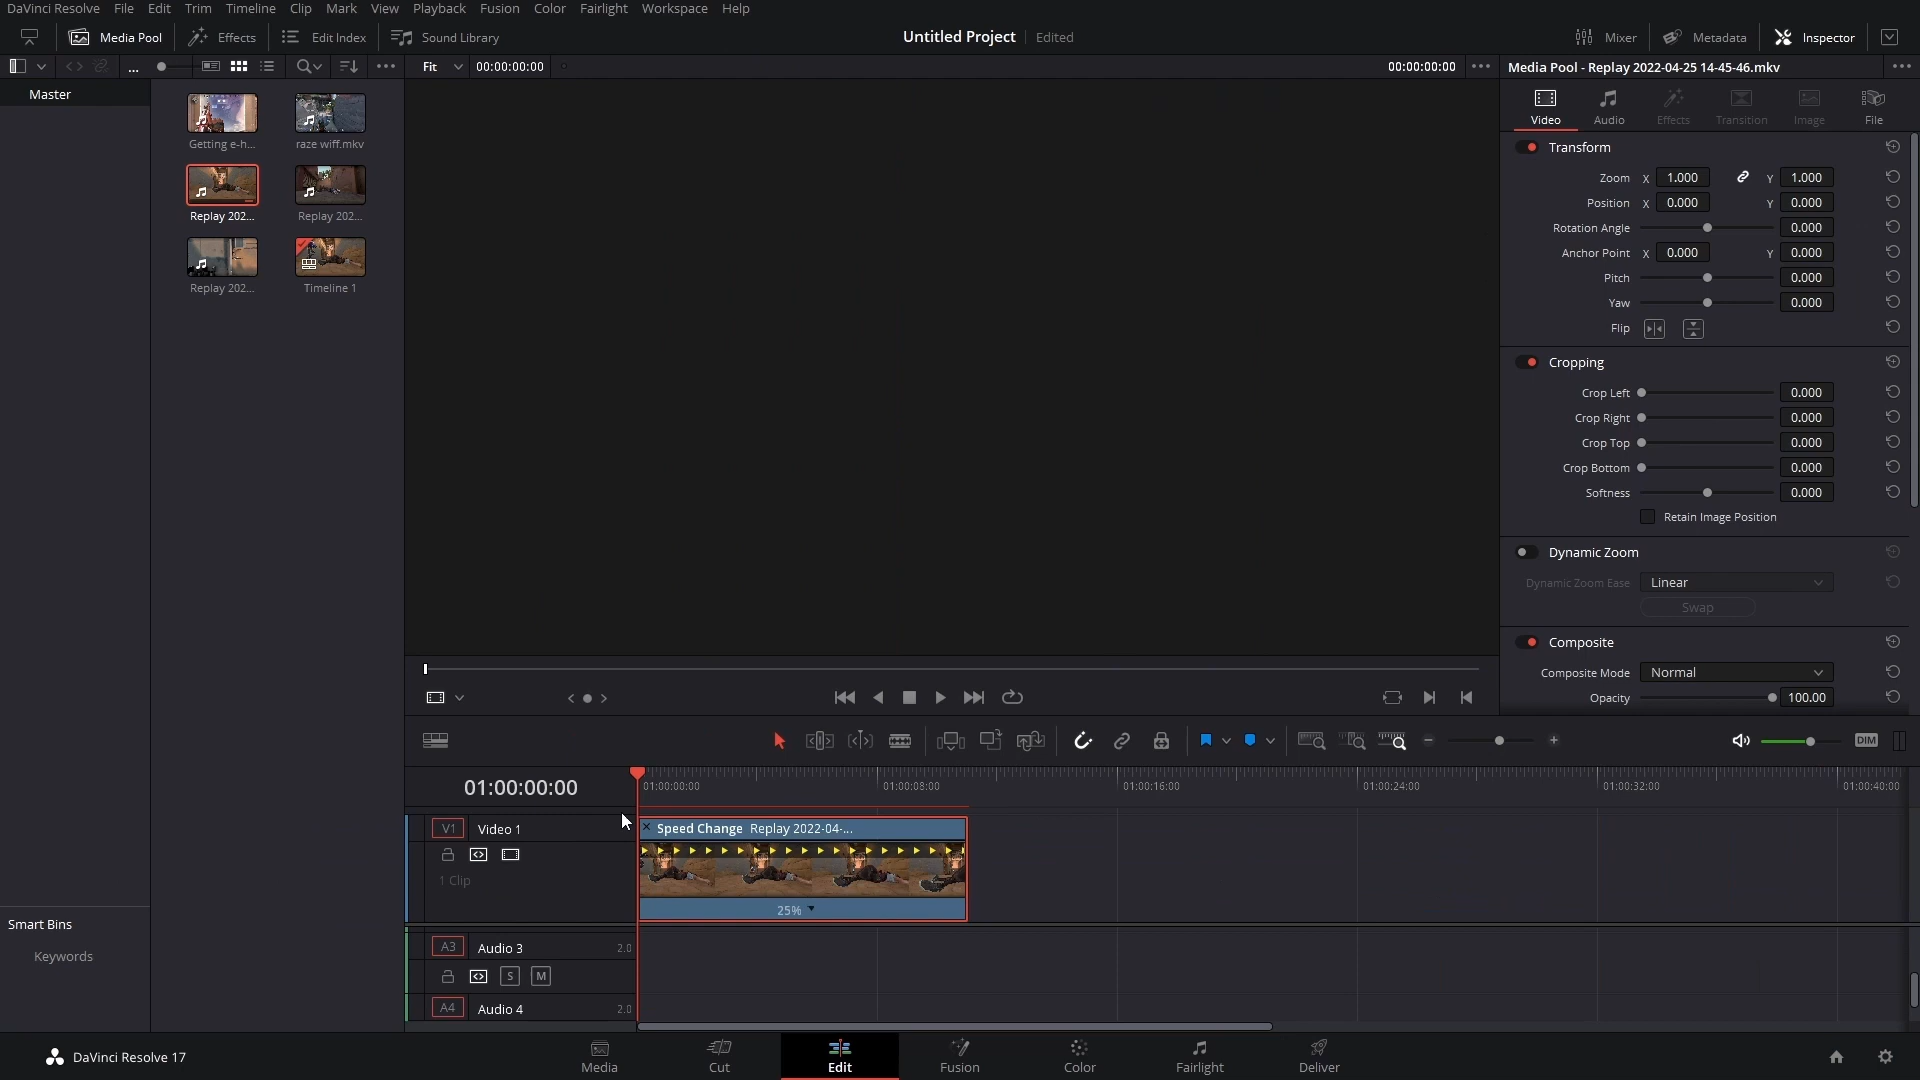 DaVinci Resolve File Edit Trim Timeline Clip Mark View Playback Fusion Color Fairlight Workspace Help
Media Pool Effects Edit Index Sound Library Untitled Project Edited Mixer Metadata Inspector
Fit 00:00:00:00 00:00:00:00 Media Pool - Replay 2022-04-25 14-45-46.mkv
Master
Getting e-h... raze wiff.mkv
Replay 202... Replay 202...
Replay 202... Timeline 1
Smart Bins
Keywords
Video Audio Effects Transition Image File
Transform
Zoom X 1.000 Y 1.000
Position X 0.000 Y 0.000
Rotation Angle 0.000
Anchor Point X 0.000 Y 0.000
Pitch 0.000
Yaw 0.000
Flip
Cropping
Crop Left 0.000
Crop Right 0.000
Crop Top 0.000
Crop Bottom 0.000
Softness 0.000
Retain Image Position
Dynamic Zoom
Dynamic Zoom Ease Linear
Swap
Composite
Composite Mode Normal
Opacity 100.00
DIM
01:00:00:00 01:00:00:00 01:00:08:00 01:00:16:00 01:00:24:00 01:00:32:00 01:00:40:00
V1 Video 1 Speed Change Replay 2022-04-...
1 Clip
25%
A3 Audio 3 2.0
S M
A4 Audio 4 2.0
DaVinci Resolve 17 Media Cut Edit Fusion Color Fairlight Deliver